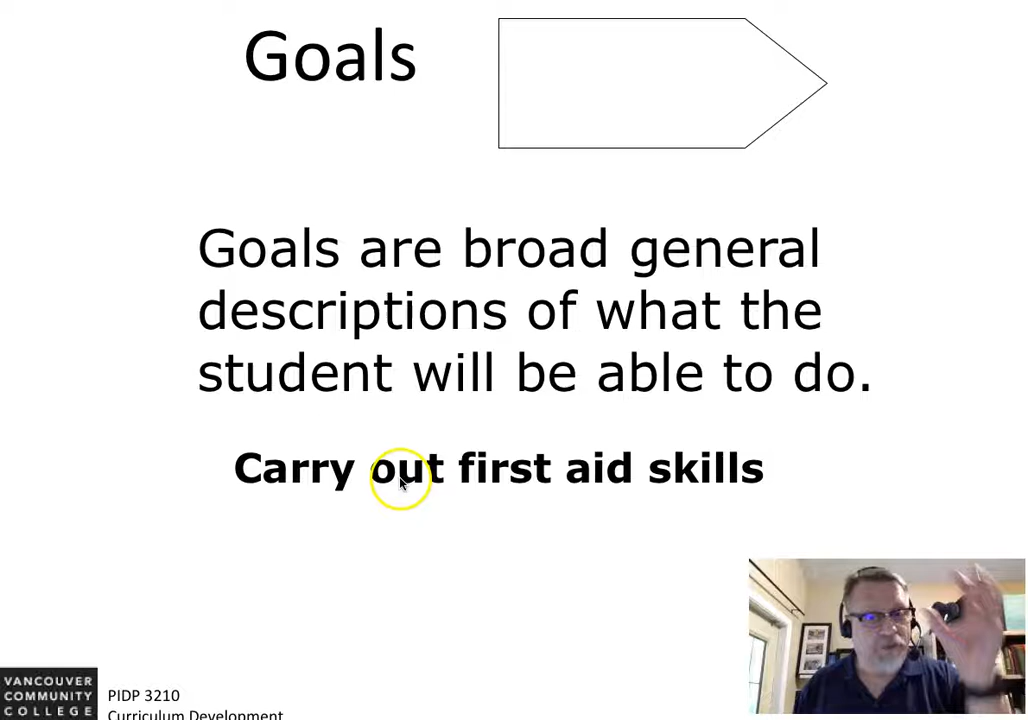 Goals
Goals are broad general
descriptions of what the
student will be able to do.
Carry out first aid skills
VANCOUVER
COMMUNITY
COLLEGE
PIDP 3210
Curriculum Development